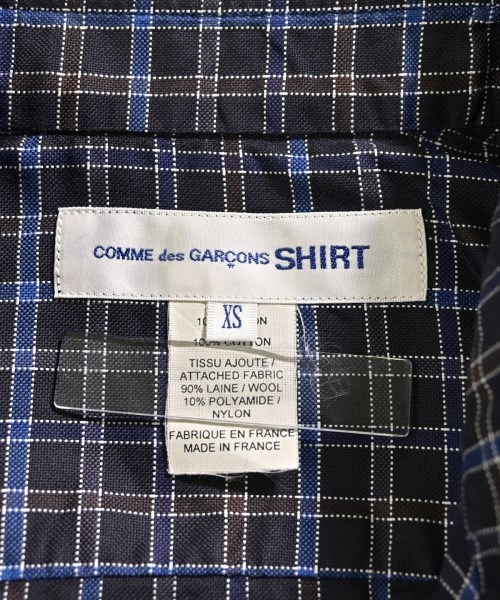 COMME des GARÇONS SHIRT
XS
100% COTTON
TISSU AJOUTE /
ATTACHED FABRIC
90% LAINE / WOOL
10% POLYAMIDE /
NYLON
FABRIQUE EN FRANCE
MADE IN FRANCE